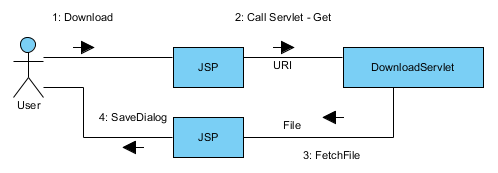 1: Download
2: Call Servlet - Get
JSP
URI
DownloadServlet
User
4: SaveDialog
JSP
File
3: FetchFile